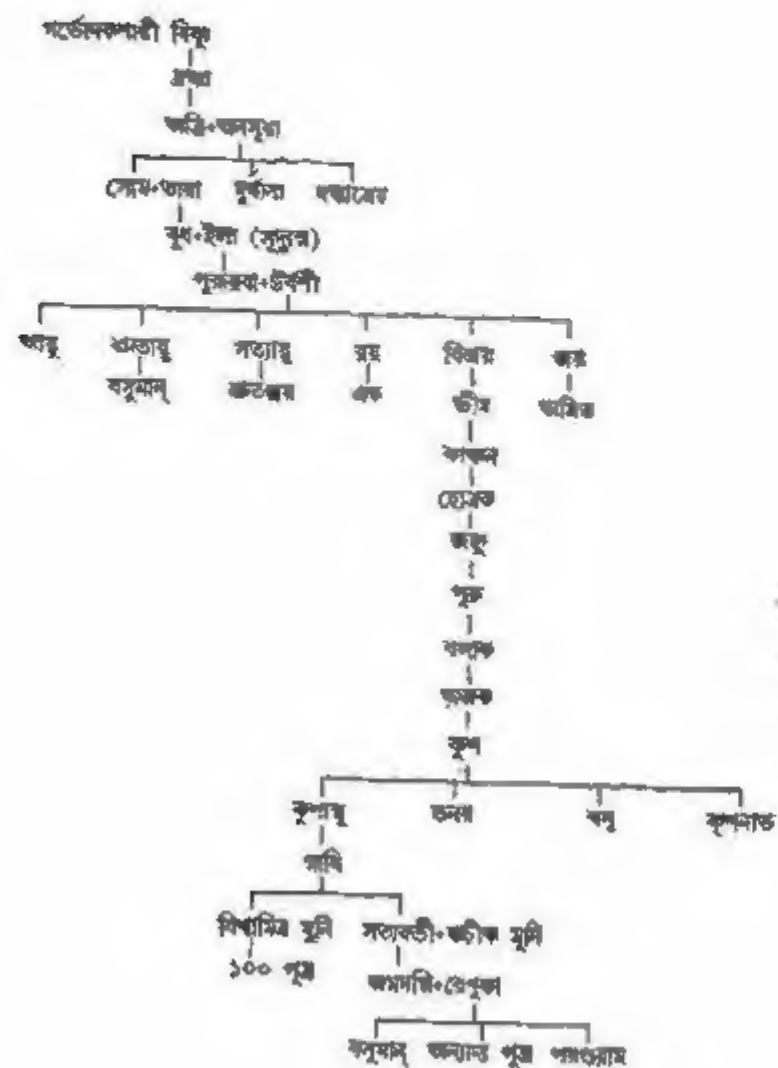 গর্ভোদকশায়ী বিষ্ণু
ব্রহ্মা
অত্রি+অনসূয়া
সোম+তারা দুর্বাসা দত্তাত্রেয়
বুধ+ইলা (সুদ্যুম্ন)
পুরূরবা+উর্বশী
আয়ু শ্রুতায়ু সত্যায়ু রয় বিজয় জয়
বসুমান্ শ্রুতঞ্জয় এক ভীম অমিত
কাঞ্চন
হোত্রক
জহ্নু
পুরু
বলাক
অজক
কুশ
কুশাম্বু তনয় বসু কুশনাভ
গাধি
বিশ্বামিত্র মুনি সত্যবতী+ঋচীক মুনি
১০০ পুত্র জমদগ্নি+রেণুকা
বসুমান্ অন্যান্য পুত্র পরশুরাম